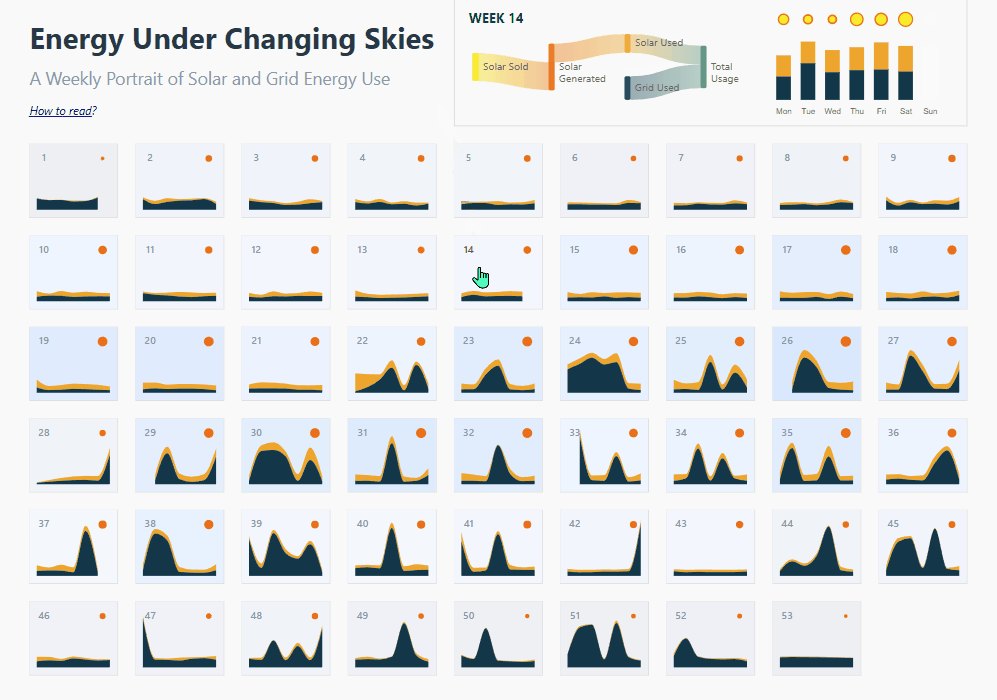 Energy Under Changing Skies
A Weekly Portrait of Solar and Grid Energy Use
How to read?
WEEK 14
Solar Sold
Solar
Generated
Solar Used
Grid Used
Total
Usage
Mon Tue Wed Thu Fri Sat Sun
1 2 3 4 5 6 7 8 9
10 11 12 13 14 15 16 17 18
19 20 21 22 23 24 25 26 27
28 29 30 31 32 33 34 35 36
37 38 39 40 41 42 43 44 45
46 47 48 49 50 51 52 53